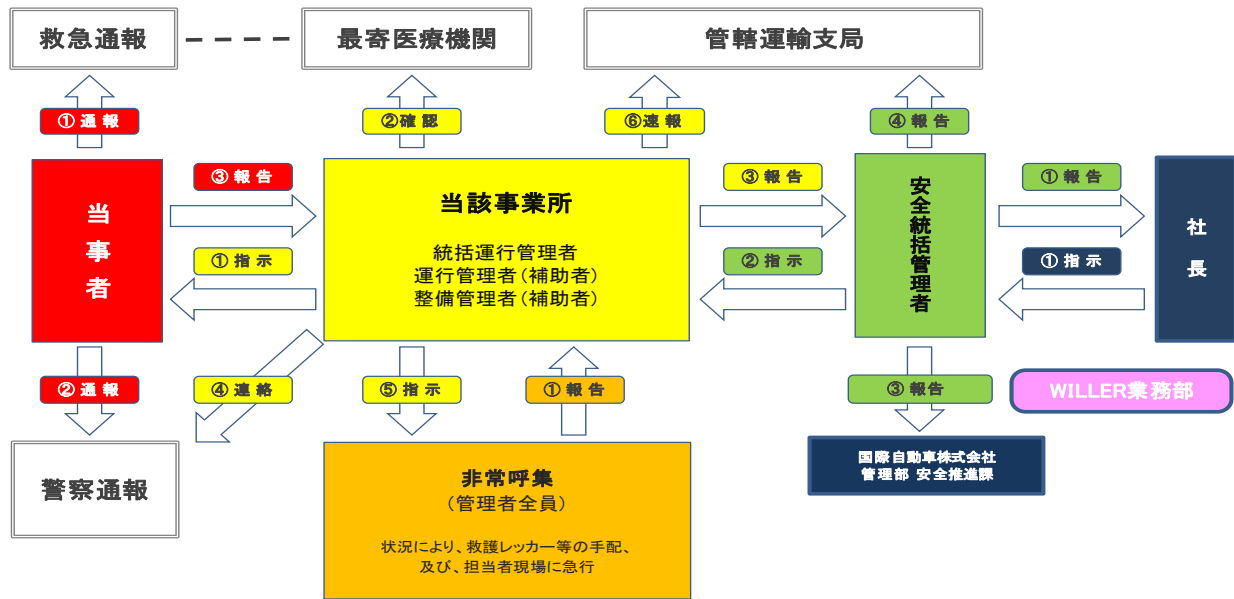 救急通報
最寄医療機関
管轄運輸支局
①通報
②確認
⑥速報
④報告
当事者
③報告
①指示
当該事業所
統括運行管理者
運行管理者(補助者)
整備管理者(補助者)
③報告
②指示
安全統括管理者
①報告
①指示
社長
②通報
④連絡
⑤指示
①報告
③報告
WILLER業務部
警察通報
非常呼集
(管理者全員)
状況により、救護レッカー等の手配、
及び、担当者現場に急行
国際自動車株式会社
管理部 安全推進課